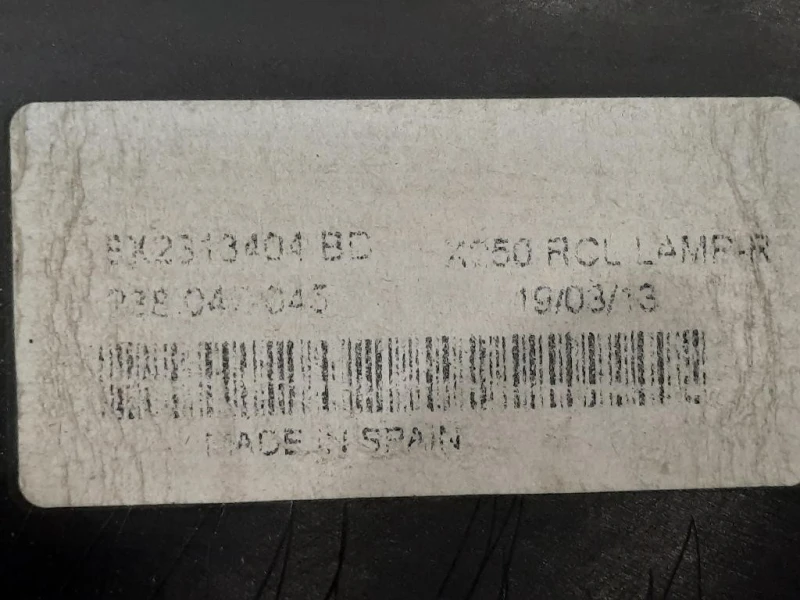 8X2313404 BD X250 RCL LAMP-R
19/03/13
MADE IN SPAIN